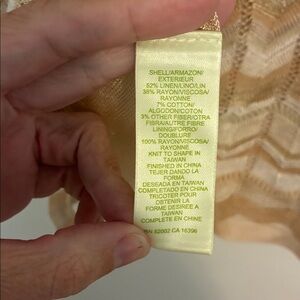 SHELL/ARMAZON/
EXTERIEUR
52% LINEN/LINO/LIN
38% RAYON/VISCOSA/
RAYONNE
7% COTTON/
ALGODON/COTON
3% OTHER FIBER/OTRA
FIBRA/AUTRE FIBRE
LINING/FORRO/
DOUBLURE
100% RAYON/VISCOSA/
RAYONNE
KNIT TO SHAPE IN
TAIWAN
FINISHED IN CHINA
TEJER DANDO LA
FORMA
DESEADA EN TAIWAN
COMPLETADO EN CHINA
TRICOTER POUR
OBTENIR LA
FORME DESIREE A
TAIWAN
COMPLETE EN CHINE
RN 62002 CA 16396